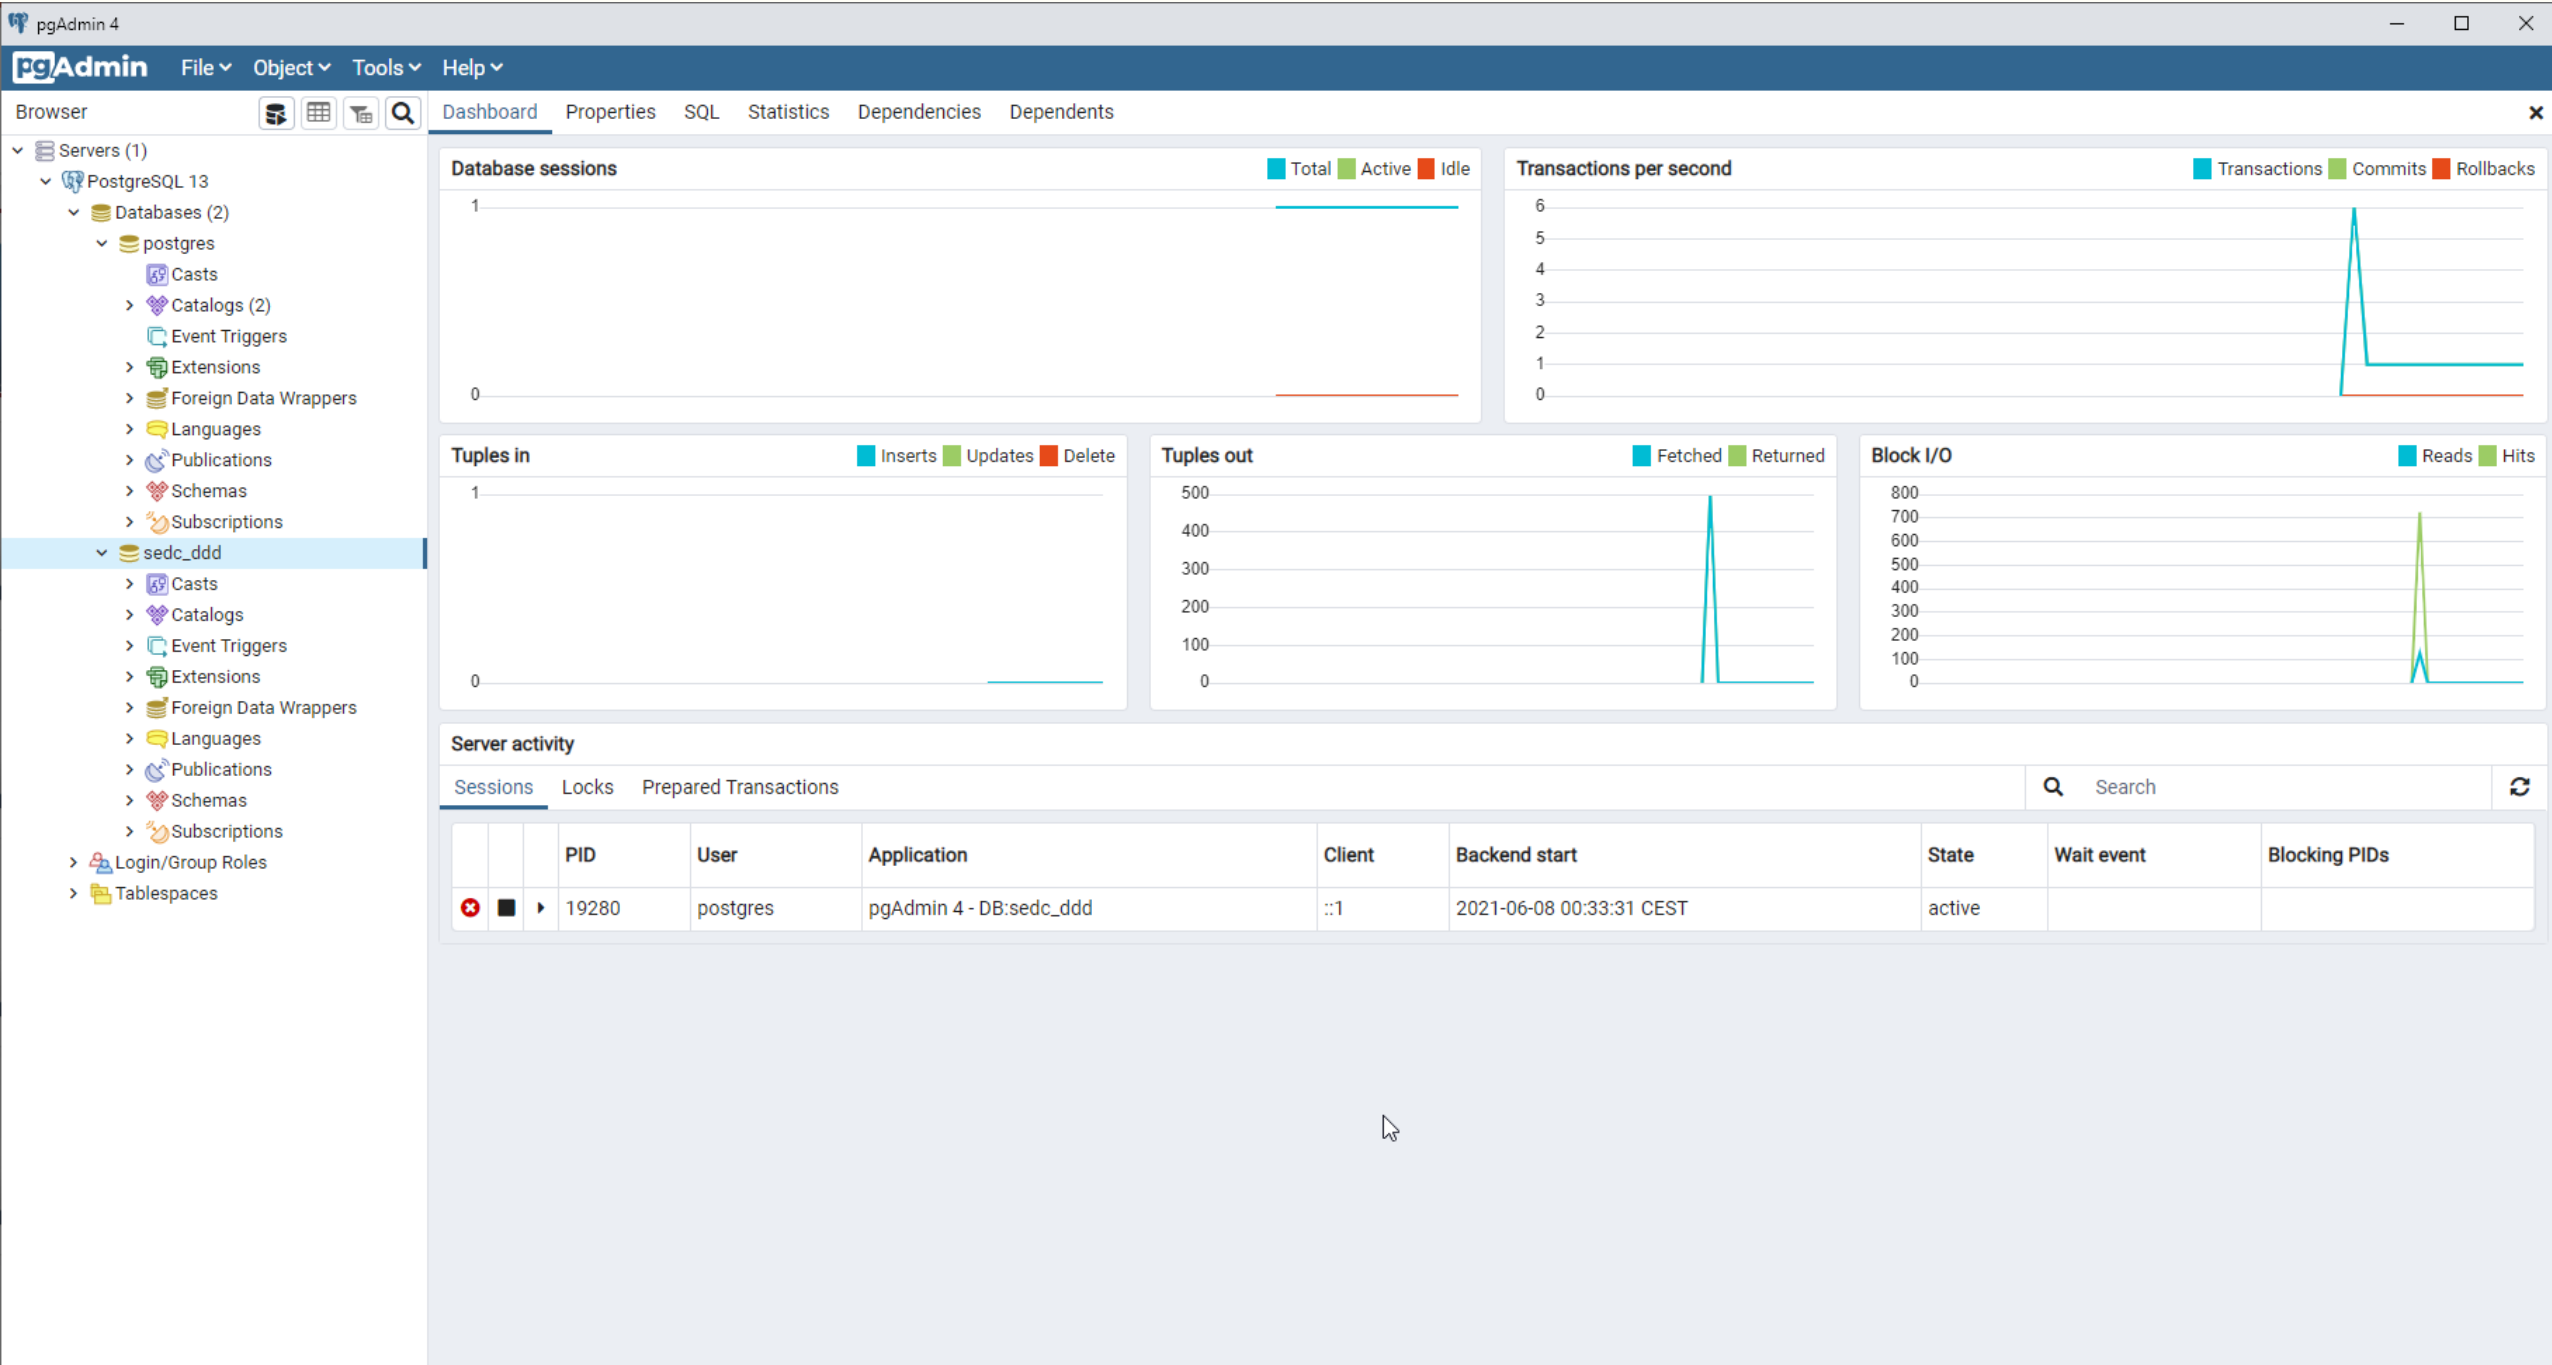 pgAdmin 4
pgAdmin File Object Tools Help
Browser
Servers (1)
PostgreSQL 13
Databases (2)
postgres
Casts
Catalogs (2)
Event Triggers
Extensions
Foreign Data Wrappers
Languages
Publications
Schemas
Subscriptions
sedc_ddd
Casts
Catalogs
Event Triggers
Extensions
Foreign Data Wrappers
Languages
Publications
Schemas
Subscriptions
Login/Group Roles
Tablespaces
Dashboard Properties SQL Statistics Dependencies Dependents
Database sessions Total Active Idle
1
0
Transactions per second Transactions Commits Rollbacks
6
5
4
3
2
1
0
Tuples in Inserts Updates Delete
1
0
Tuples out Fetched Returned
500
400
300
200
100
0
Block I/O Reads Hits
800
700
600
500
400
300
200
100
0
Server activity
Sessions Locks Prepared Transactions Search
PID User Application Client Backend start State Wait event Blocking PIDs
19280 postgres pgAdmin 4 - DB:sedc_ddd ::1 2021-06-08 00:33:31 CEST active